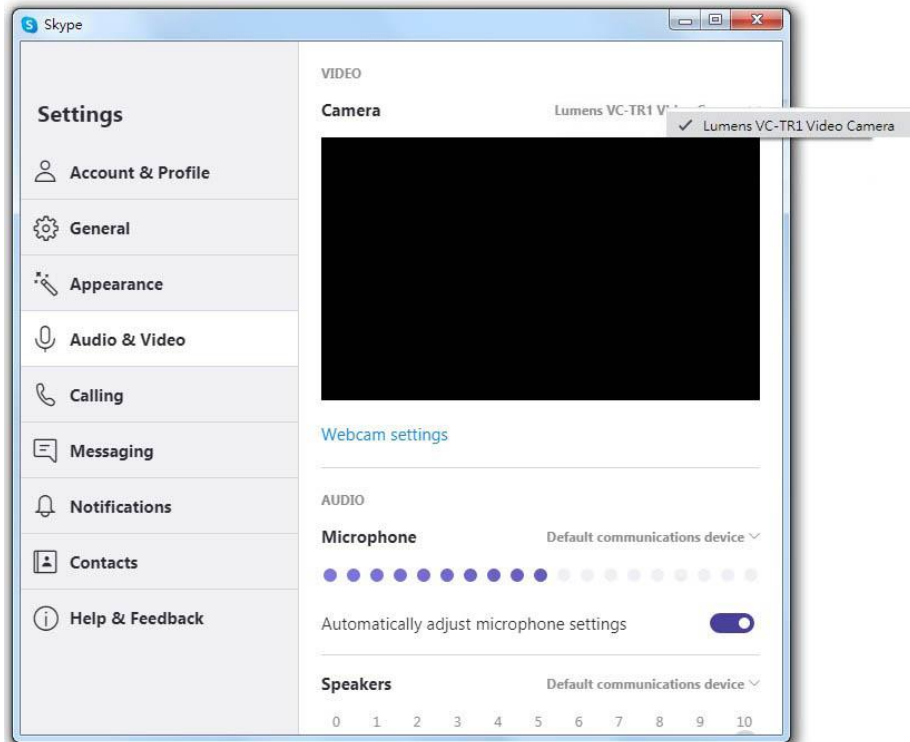 Skype
Settings
Account & Profile
General
Appearance
Audio & Video
Calling
Messaging
Notifications
Contacts
Help & Feedback
VIDEO
Camera Lumens VC-TR1
Lumens VC-TR1 Video Camera
Webcam settings
AUDIO
Microphone Default communications device
Automatically adjust microphone settings
Speakers Default communications device
0 1 2 3 4 5 6 7 8 9 10